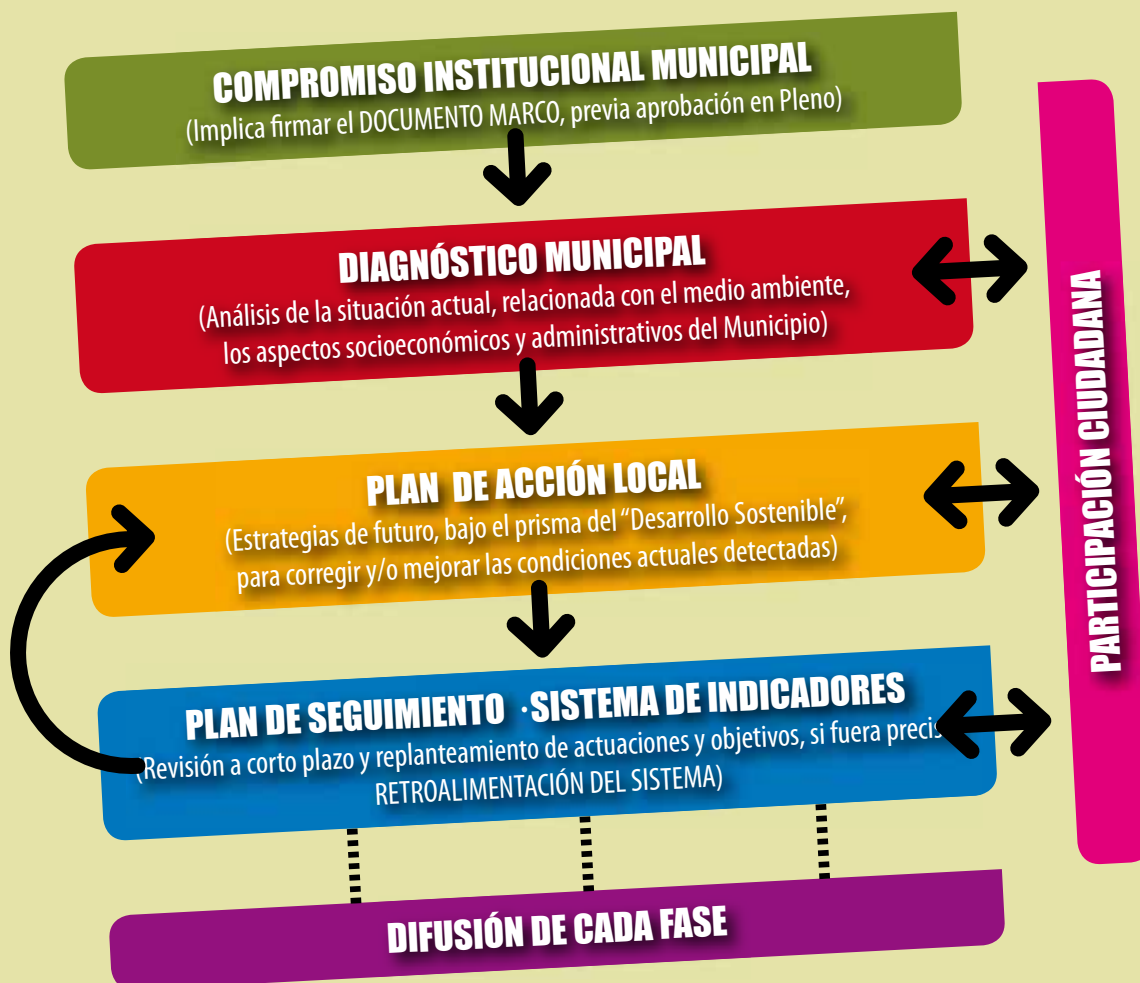 COMPROMISO INSTITUCIONAL MUNICIPAL
(Implica firmar el DOCUMENTO MARCO, previa aprobación en Pleno)
DIAGNÓSTICO MUNICIPAL
(Análisis de la situación actual, relacionada con el medio ambiente,
los aspectos socioeconómicos y administrativos del Municipio)
PLAN DE ACCIÓN LOCAL
(Estrategias de futuro, bajo el prisma del “Desarrollo Sostenible”,
para corregir y/o mejorar las condiciones actuales detectadas)
PLAN DE SEGUIMIENTO · SISTEMA DE INDICADORES
(Revisión a corto plazo y replanteamiento de actuaciones y objetivos, si fuera precis
RETROALIMENTACIÓN DEL SISTEMA)
DIFUSIÓN DE CADA FASE
PARTICIPACIÓN CIUDADANA